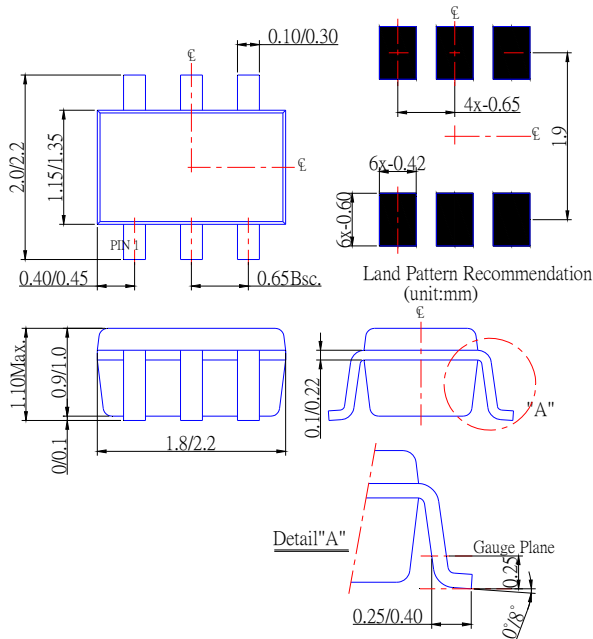 0.10/0.30
℄
℄
2.0/2.2
1.15/1.35
PIN 1
0.40/0.45
0.65Bsc.
℄
4x-0.65
℄
1.9
6x-0.42
6x-0.60
Land Pattern Recommendation
(unit:mm)
1.10Max.
0.9/1.0
0/0.1
1.8/2.2
℄
0.1/0.22
"A"
Detail"A"
Gauge Plane
0.25
0.25/0.40
0°/8°